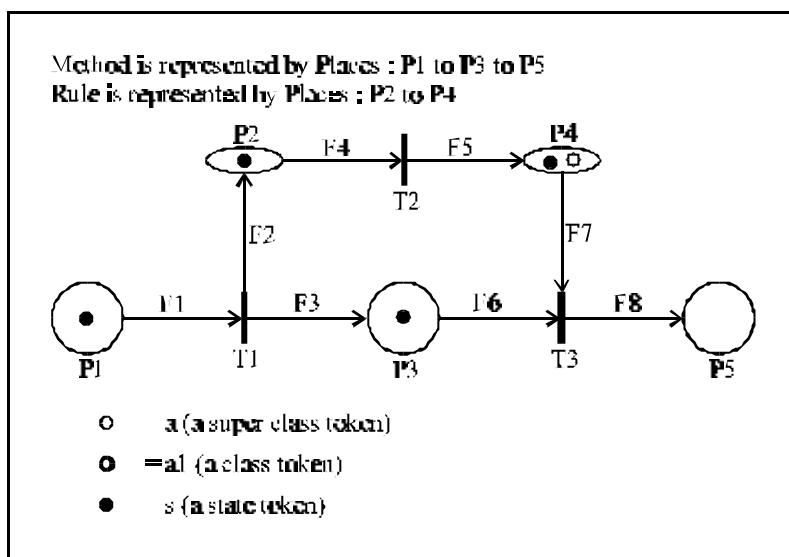 Method is represented by Places : P1 to P3 to P5
Rule is represented by Places : P2 to P4
P2
P4
F4
F5
T2
F2
F7
F1
F3
F6
F8
P1
T1
P3
T3
P5
a (a super class token)
=a1 (a class token)
s (a state token)